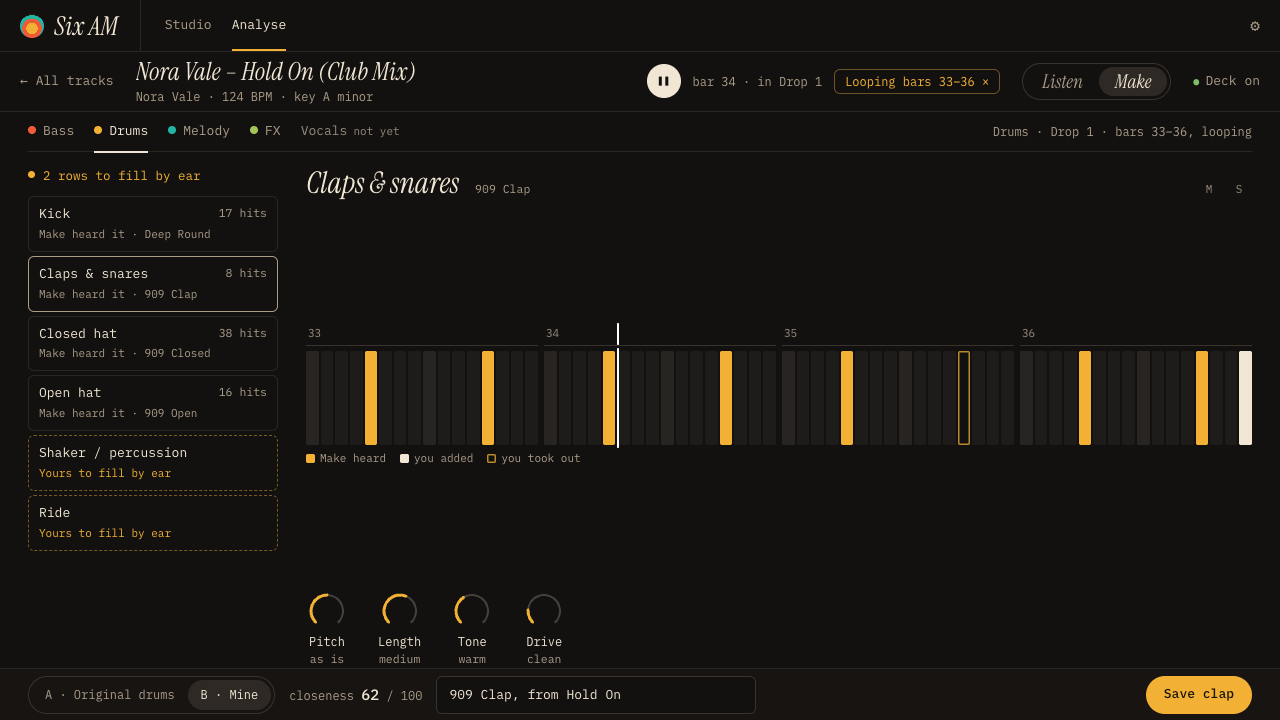 Six AM
Studio
Analyse
← All tracks
Nora Vale – Hold On (Club Mix)
Nora Vale · 124 BPM · key A minor
bar 34 · in Drop 1
Looping bars 33–36 ×
Listen
Make
Deck on
Bass
Drums
Melody
FX
Vocals not yet
Drums · Drop 1 · bars 33–36, looping
2 rows to fill by ear
Kick
17 hits
Make heard it · Deep Round
Claps & snares
8 hits
Make heard it · 909 Clap
Closed hat
38 hits
Make heard it · 909 Closed
Open hat
16 hits
Make heard it · 909 Open
Shaker / percussion
Yours to fill by ear
Ride
Yours to fill by ear
Claps & snares
909 Clap
M
S
33
34
35
36
Make heard
you added
you took out
Pitch
as is
Length
medium
Tone
warm
Drive
clean
A · Original drums
B · Mine
closeness 62 / 100
909 Clap, from Hold On
Save clap